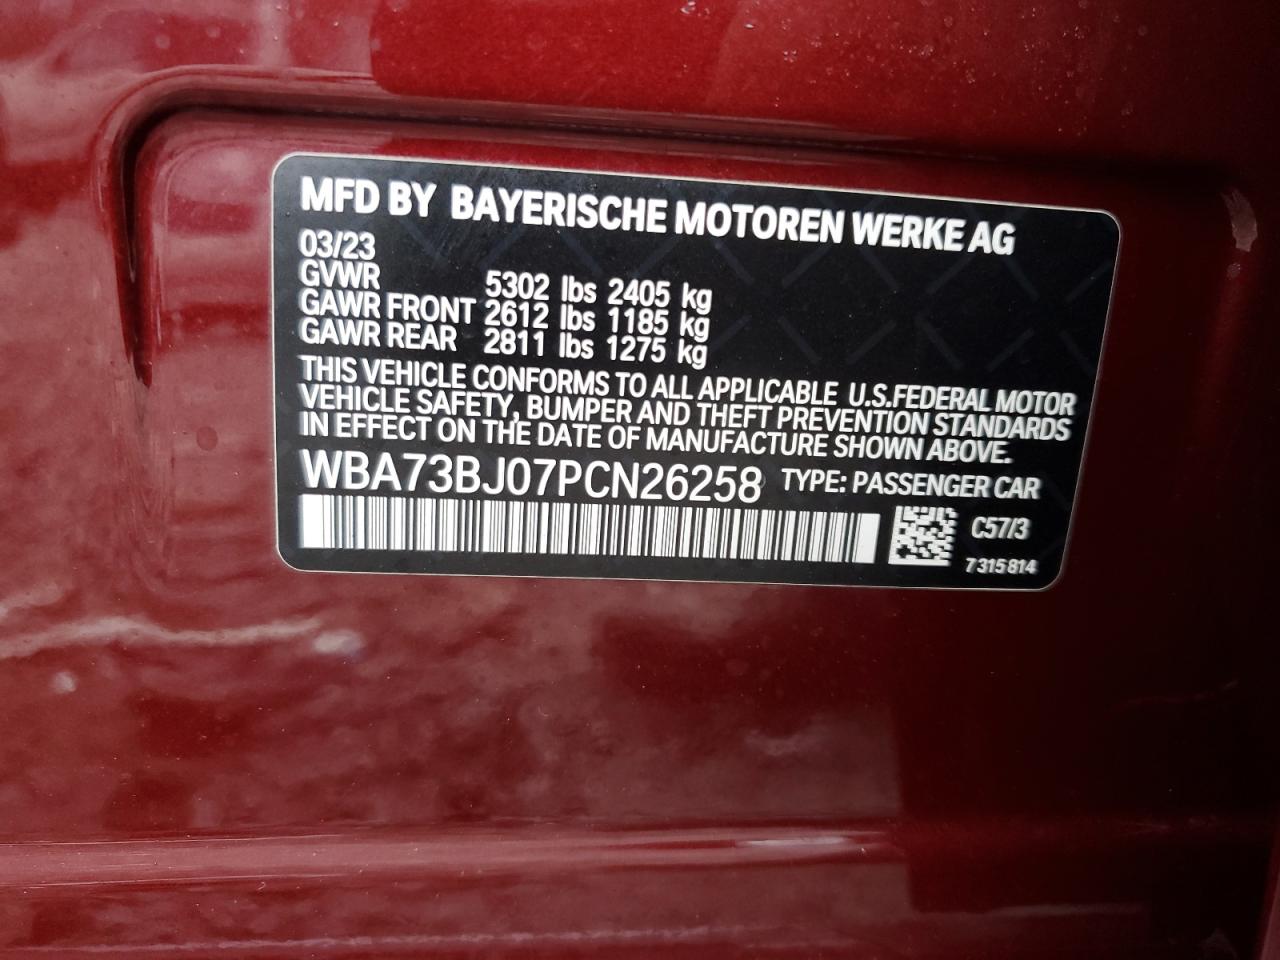 MFD BY BAYERISCHE MOTOREN WERKE AG
03/23
GVWR 5302 lbs 2405 kg
GAWR FRONT 2612 lbs 1185 kg
GAWR REAR 2811 lbs 1275 kg
THIS VEHICLE CONFORMS TO ALL APPLICABLE U.S.FEDERAL MOTOR
VEHICLE SAFETY, BUMPER AND THEFT PREVENTION STANDARDS
IN EFFECT ON THE DATE OF MANUFACTURE SHOWN ABOVE.
WBA73BJ07PCN26258 TYPE: PASSENGER CAR
C57/3
7 315 814